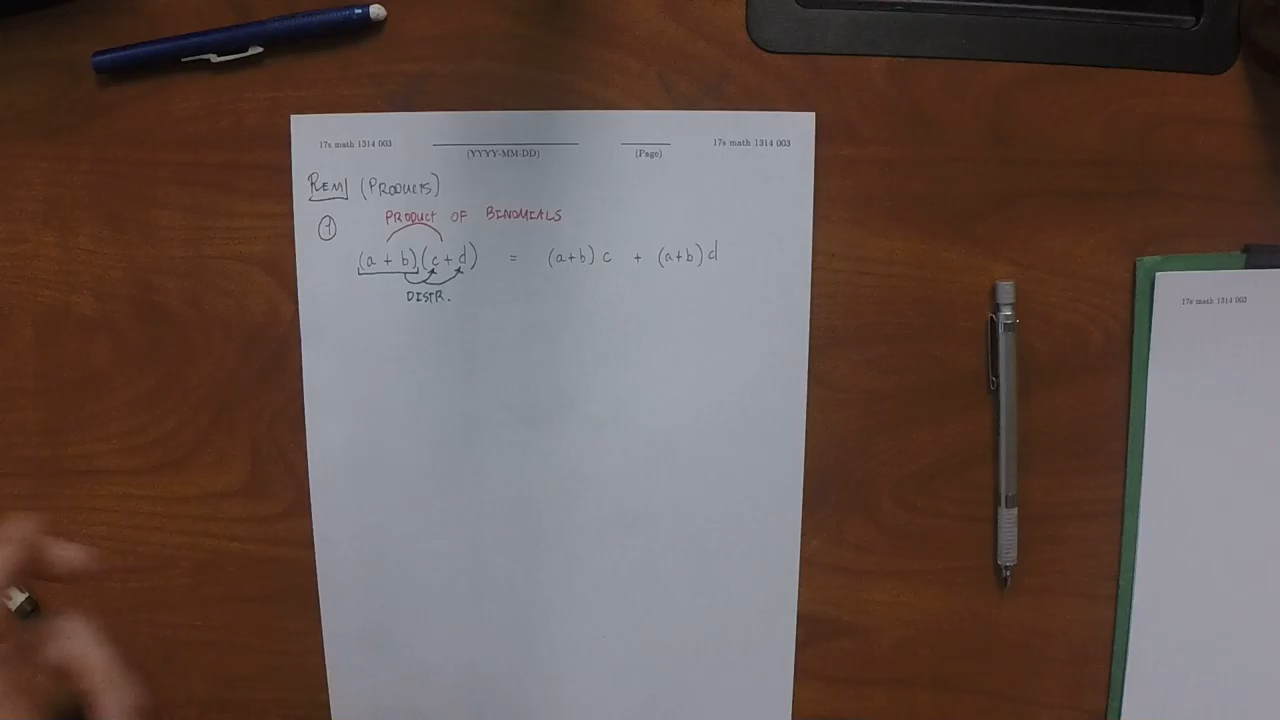 17s math 1314 003 (YYYY-MM-DD) (Page) 17s math 1314 003
REM (PRODUCTS)
1 PRODUCT OF BINOMIALS
(a + b)(c + d) = (a+b) c + (a+b) d
DISTR.
17s math 1314 003